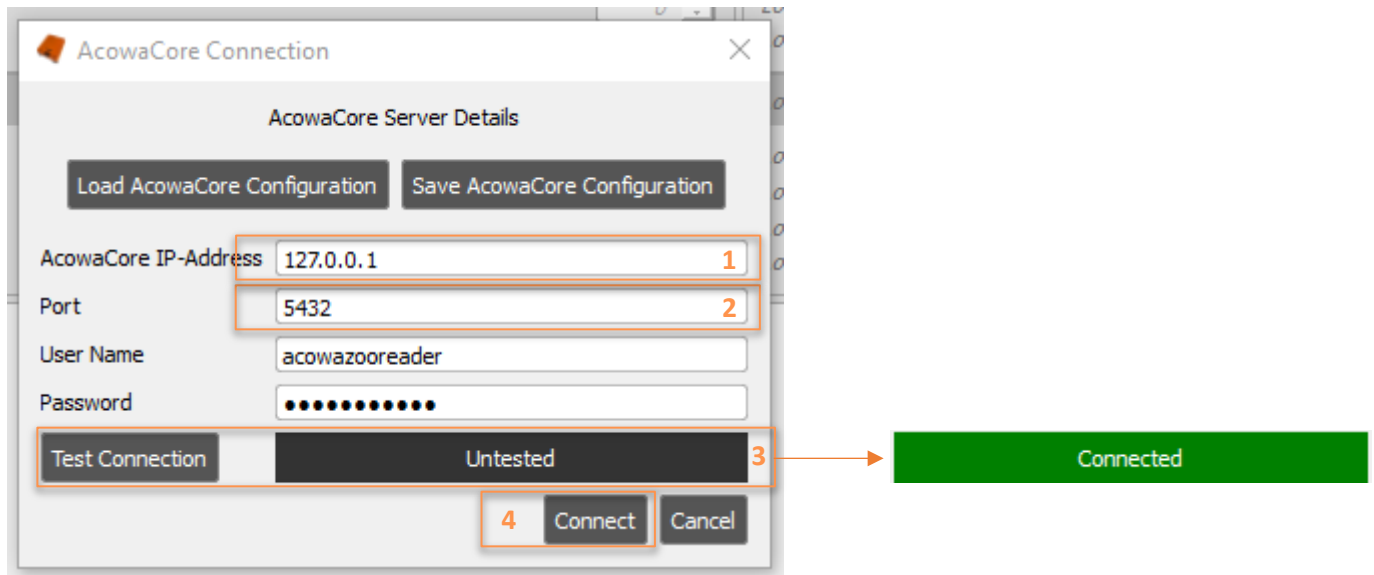 AcowaCore Connection
AcowaCore Server Details
Load AcowaCore Configuration Save AcowaCore Configuration
AcowaCore IP-Address 127.0.0.1 1
Port 5432 2
User Name acowazooreader
Password ●●●●●●●●●●●
Test Connection Untested 3 Connected
4 Connect Cancel